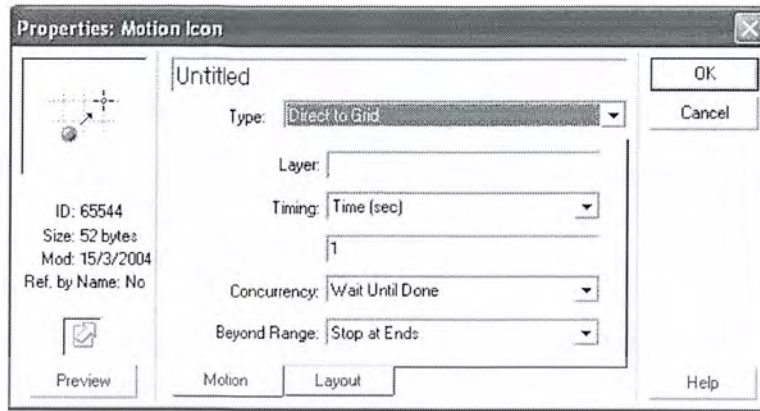 Properties: Motion Icon
Untitled
OK
Type: Direct to Grid
Cancel
Layer:
ID: 65544
Timing: Time (sec)
Size: 52 bytes
1
Mod: 15/3/2004
Ref. by Name: No
Concurrency: Wait Until Done
Beyond Range: Stop at Ends
Preview
Motion
Layout
Help